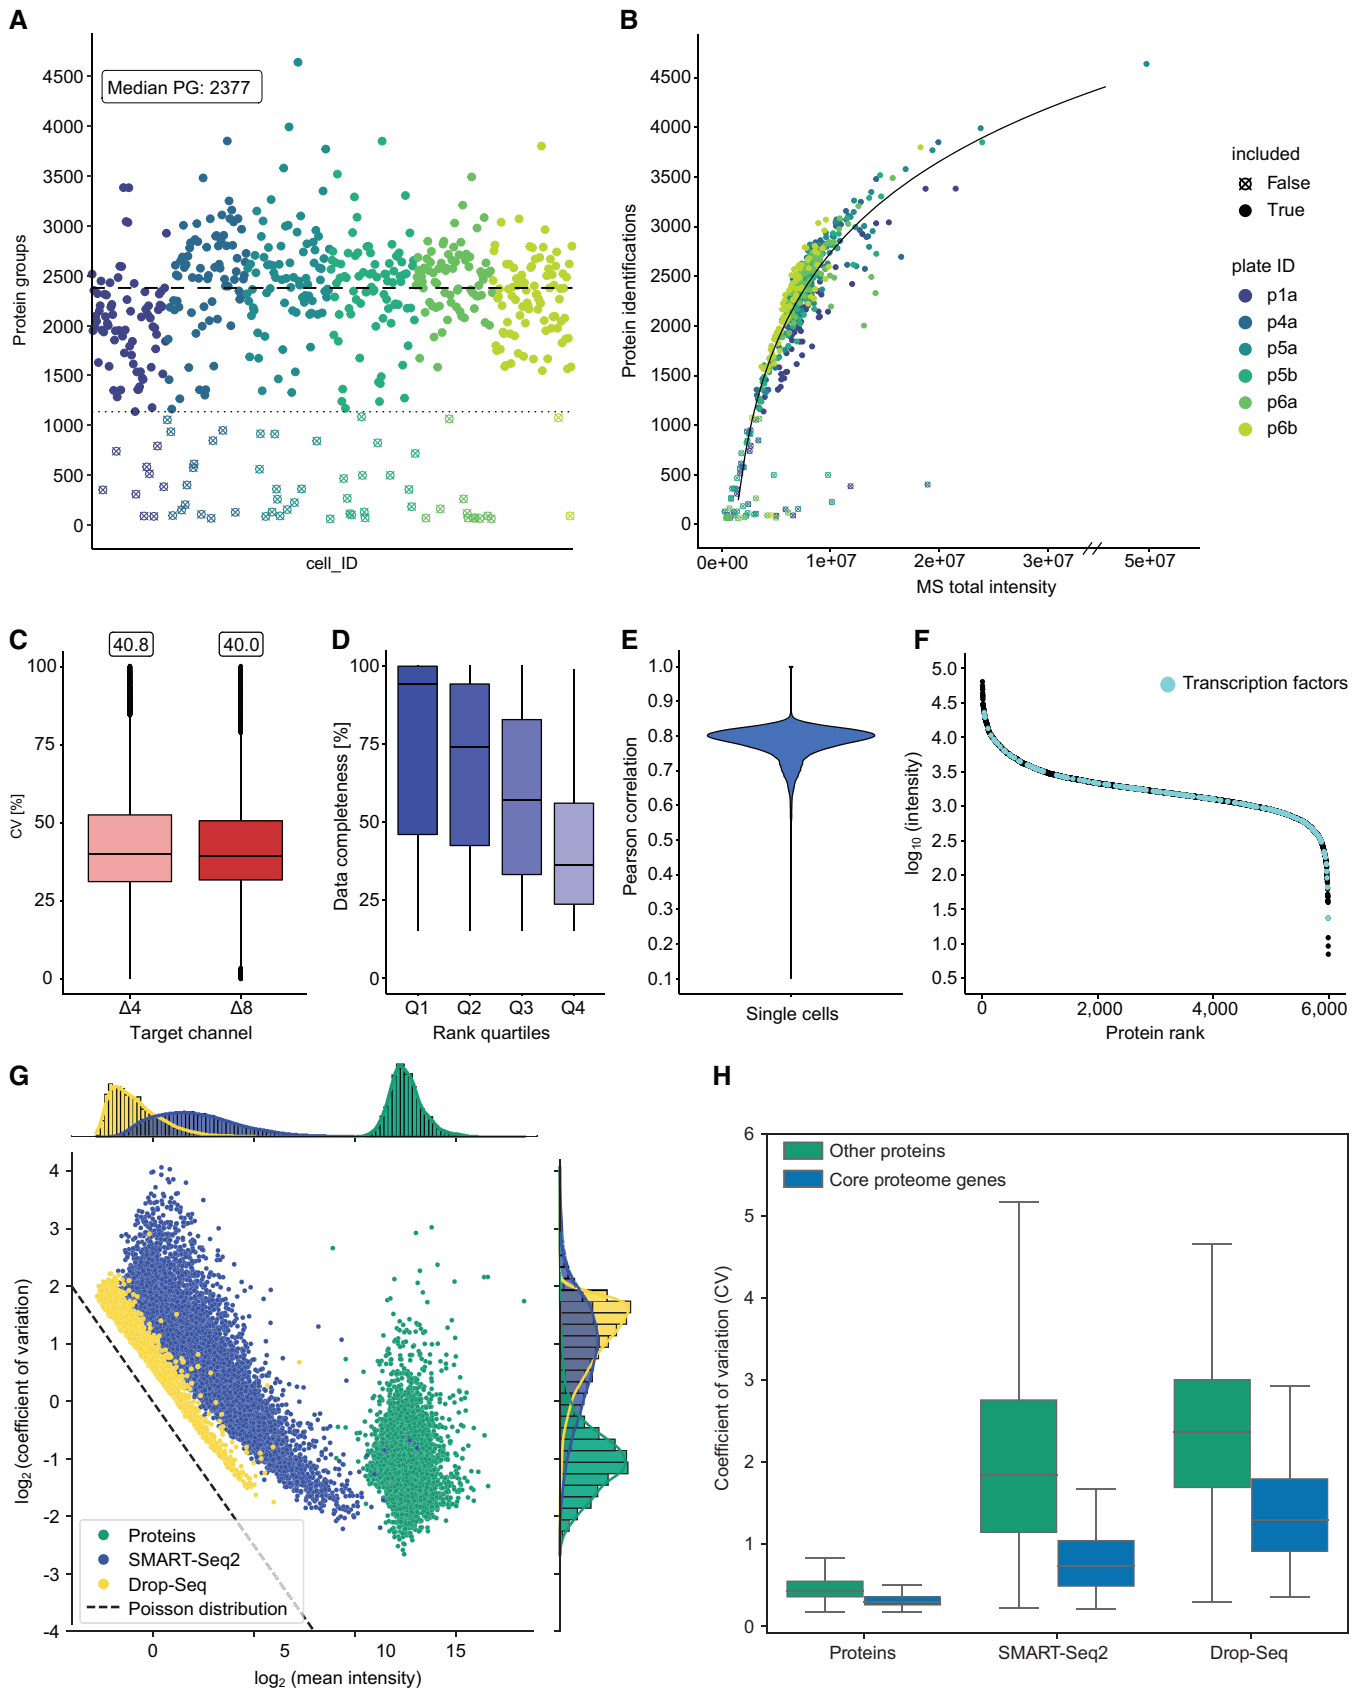 A
B
4500
4000
3500
3000
2500
2000
1500
1000
500
0
Protein groups
Median PG: 2377
cell_ID
4500
4000
3500
3000
2500
2000
1500
1000
500
0
Protein identifications
0e+00
1e+07
2e+07
3e+07
5e+07
MS total intensity
included
False
True
plate ID
p1a
p4a
p5a
p5b
p6a
p6b
C
40.8
40.0
100
75
50
25
0
CV [%]
Δ4
Δ8
Target channel
D
100
75
50
25
0
Data completeness [%]
Q1
Q2
Q3
Q4
Rank quartiles
E
1.0
0.9
0.8
0.7
0.6
0.5
0.4
0.3
0.2
0.1
Pearson correlation
Single cells
F
5.0
4.5
4.0
3.5
3.0
2.5
2.0
1.5
1.0
0.5
log10 (intensity)
Transcription factors
0
2,000
4,000
6,000
Protein rank
G
4
3
2
1
0
-1
-2
-3
-4
log2 (coefficient of variation)
Proteins
SMART-Seq2
Drop-Seq
Poisson distribution
0
5
10
15
log2 (mean intensity)
H
6
5
4
3
2
1
0
Coefficient of variation (CV)
Other proteins
Core proteome genes
Proteins
SMART-Seq2
Drop-Seq